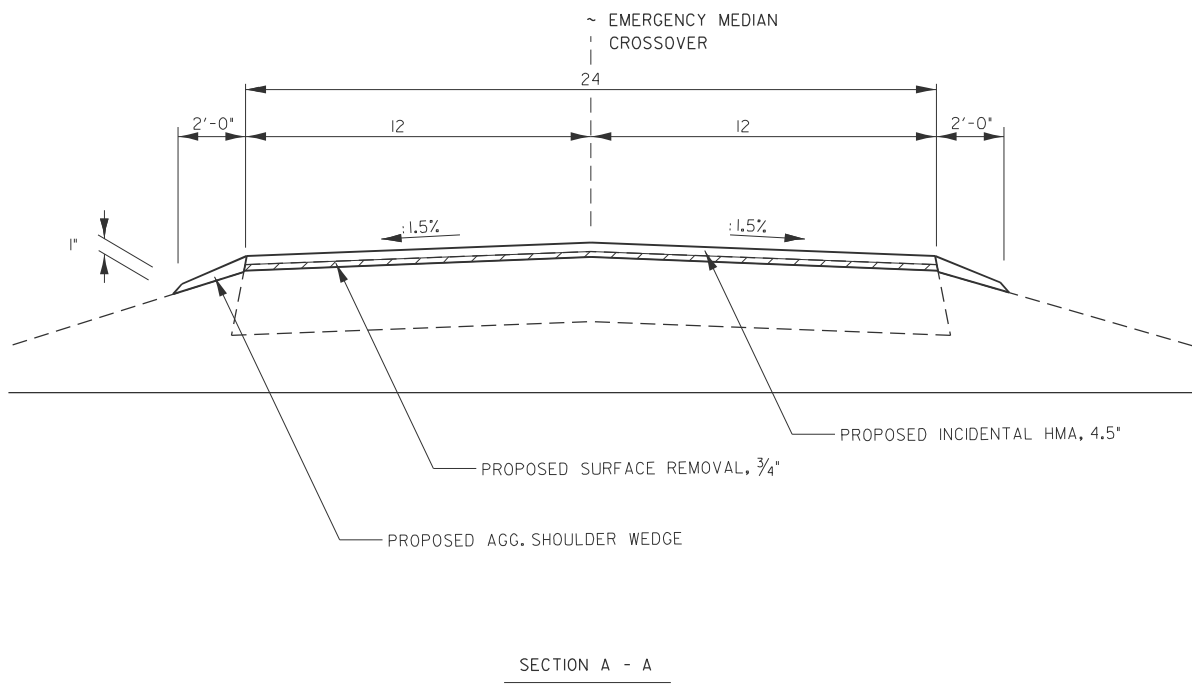 ~ EMERGENCY MEDIAN
CROSSOVER
24
2'-0"
12
12
2'-0"
:1.5%
:1.5%
1"
PROPOSED INCIDENTAL HMA, 4.5"
PROPOSED SURFACE REMOVAL, 3/4"
PROPOSED AGG. SHOULDER WEDGE
SECTION A - A